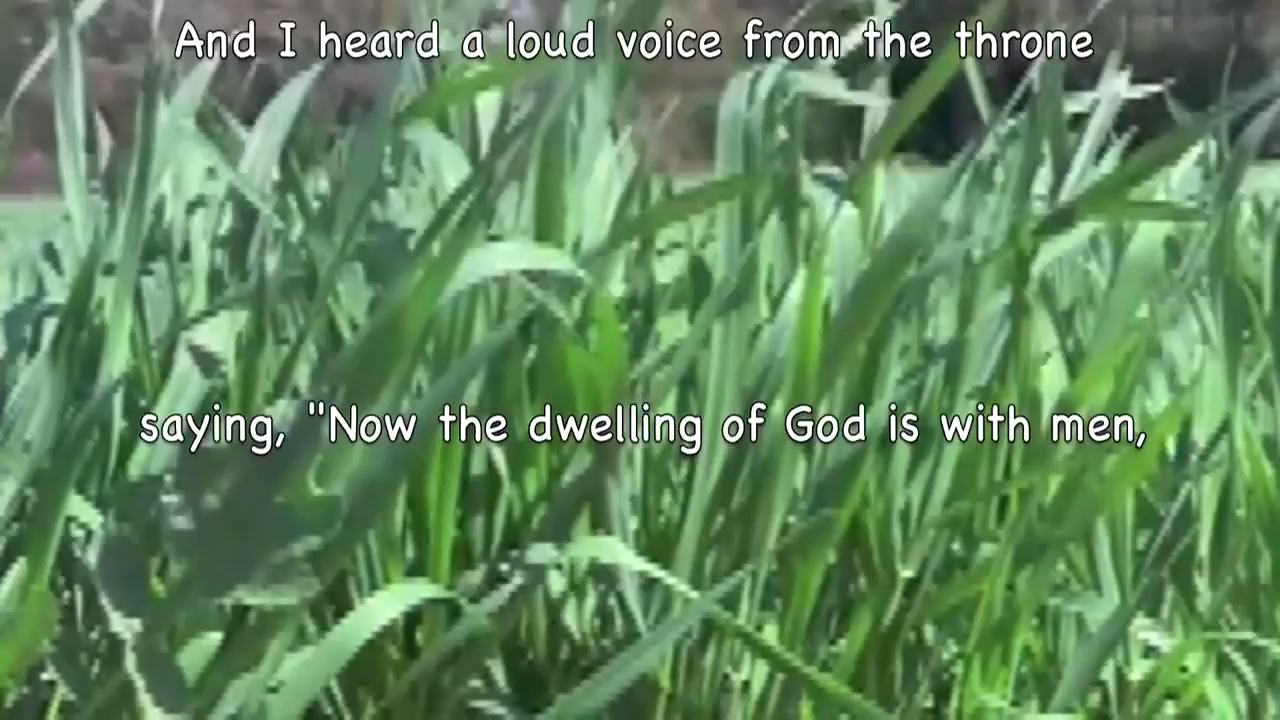 And I heard a loud voice from the throne
saying, "Now the dwelling of God is with men,